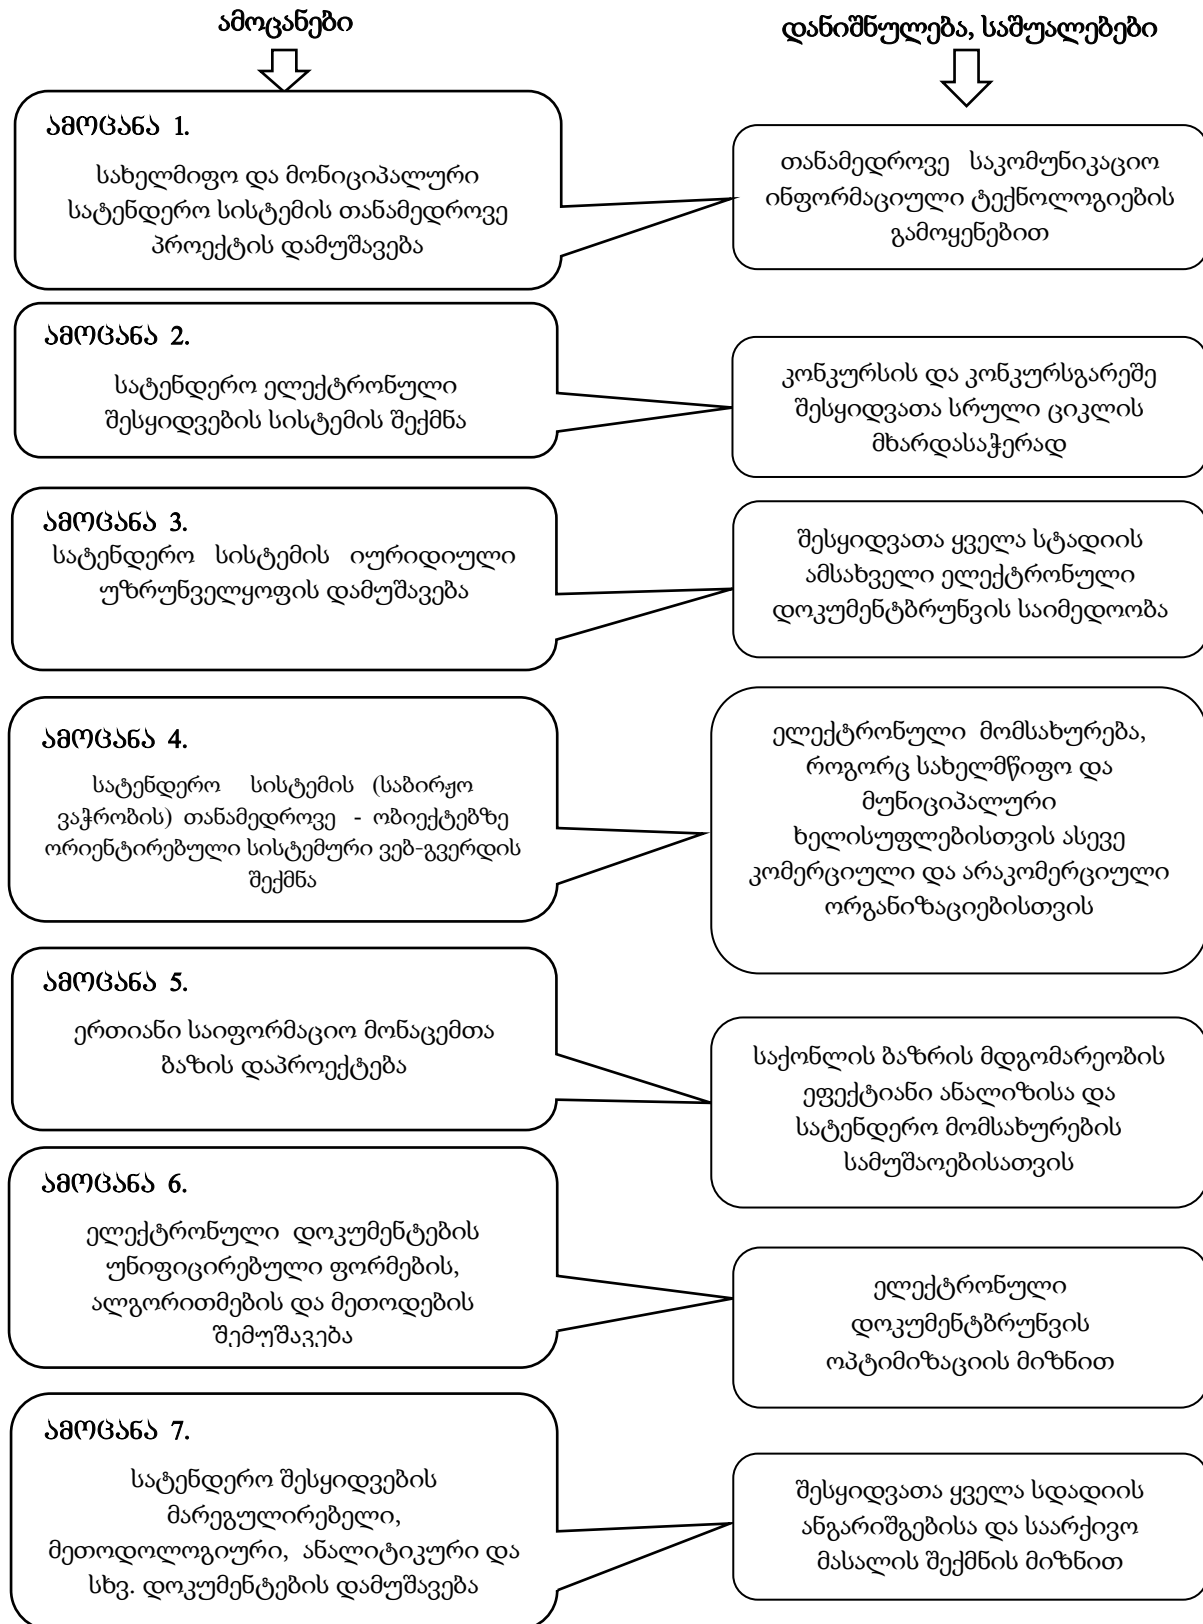 ამოცანები
დანიშნულება, საშუალებები
ამოცანა 1.
სახელმიფო და მონიციპალური
სატენდერო სისტემის თანამედროვე
პროექტის დამუშავება
თანამედროვე საკომუნიკაციო
ინფორმაციული ტექნოლოგიების
გამოყენებით
ამოცანა 2.
სატენდერო ელექტრონული
შესყიდვების სისტემის შექმნა
კონკურსის და კონკურსგარეშე
შესყიდვათა სრული ციკლის
მხარდასაჭერად
ამოცანა 3.
სატენდერო სისტემის იურიდიული
უზრუნველყოფის დამუშავება
შესყიდვათა ყველა სტადიის
ამსახველი ელექტრონული
დოკუმენტბრუნვის საიმედოობა
ამოცანა 4.
სატენდერო სისტემის (საბირჟო
ვაჭრობის) თანამედროვე - ობიექტებზე
ორიენტირებული სისტემური ვებ-გვერდის
შექმნა
ელექტრონული მომსახურება,
როგორც სახელმწიფო და
მუნიციპალური
ხელისუფლებისთვის ასევე
კომერციული და არაკომერციული
ორგანიზაციებისთვის
ამოცანა 5.
ერთიანი საიფორმაციო მონაცემთა
ბაზის დაპროექტება
საქონლის ბაზრის მდგომარეობის
ეფექტიანი ანალიზისა და
სატენდერო მომსახურების
სამუშაოებისათვის
ამოცანა 6.
ელექტრონული დოკუმენტების
უნიფიცირებული ფორმების,
ალგორითმების და მეთოდების
შემუშავება
ელექტრონული
დოკუმენტბრუნვის
ოპტიმიზაციის მიზნით
ამოცანა 7.
სატენდერო შესყიდვების
მარეგულირებელი,
მეთოდოლოგიური, ანალიტიკური და
სხვ. დოკუმენტების დამუშავება
შესყიდვათა ყველა სდადიის
ანგარიშგებისა და საარქივო
მასალის შექმნის მიზნით